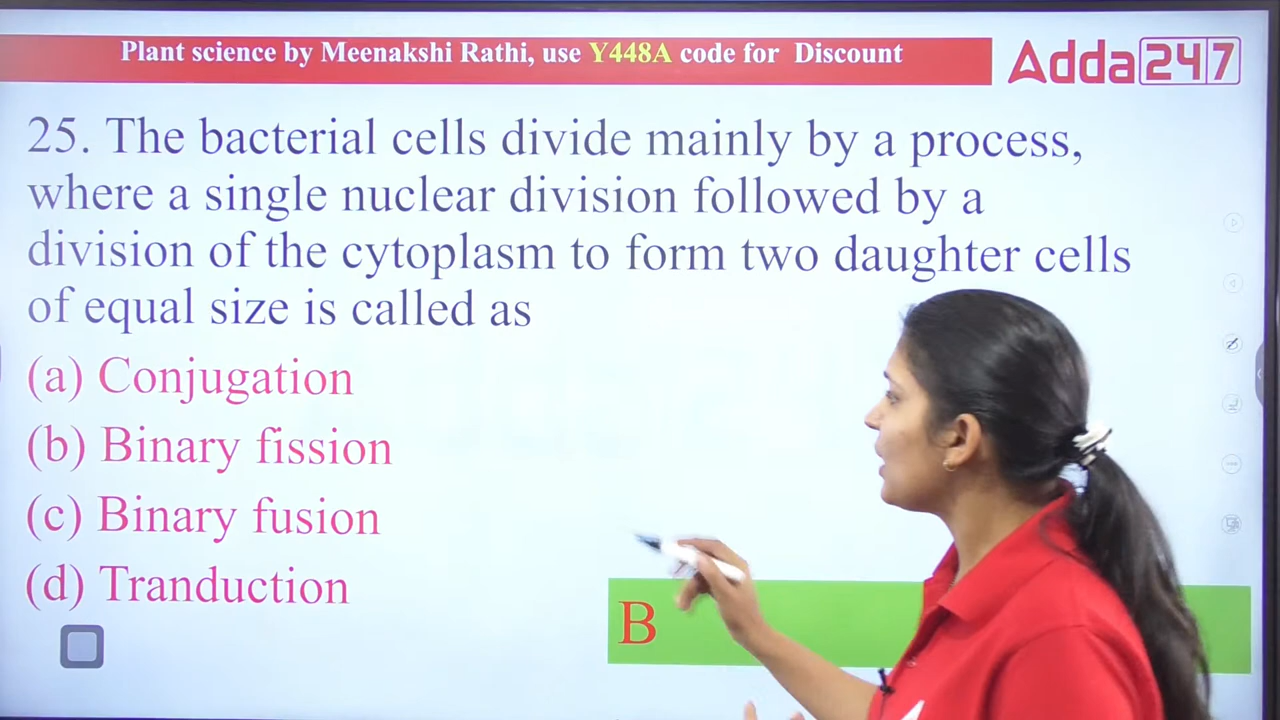 Plant science by Meenakshi Rathi, use Y448A code for Discount
Adda247
25. The bacterial cells divide mainly by a process,
where a single nuclear division followed by a
division of the cytoplasm to form two daughter cells
of equal size is called as
(a) Conjugation
(b) Binary fission
(c) Binary fusion
(d) Tranduction
B